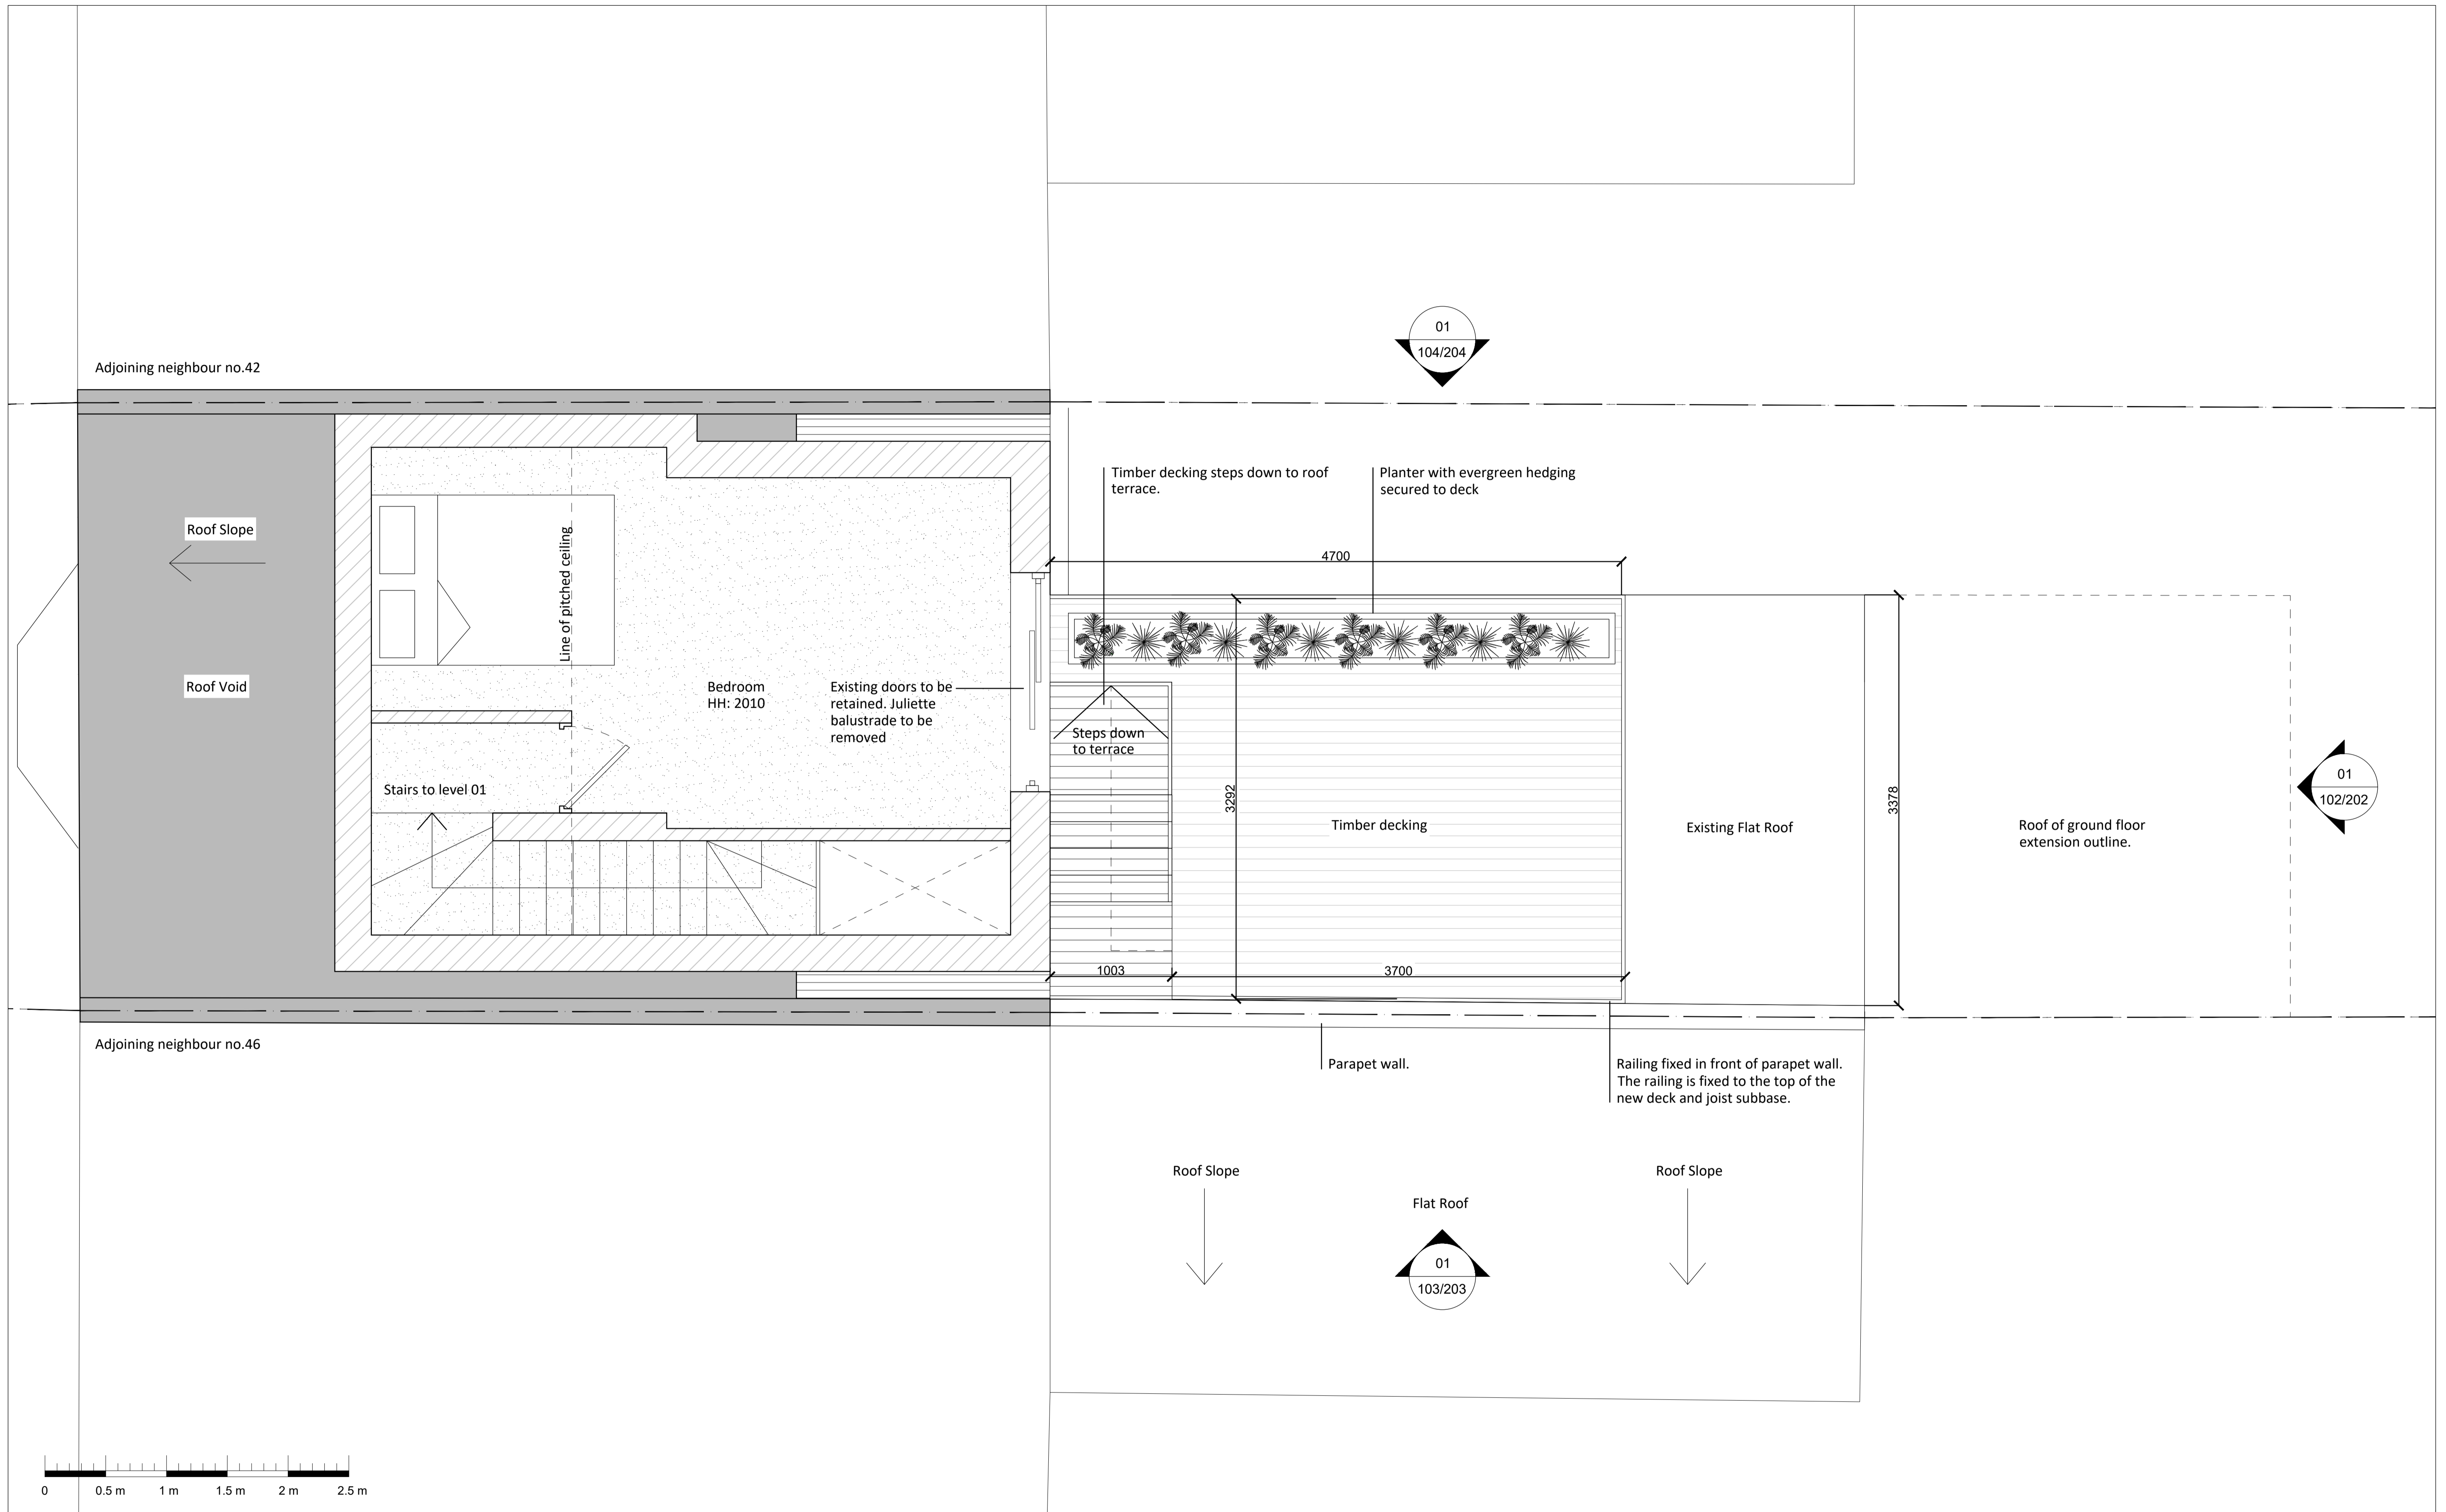 01
104/204
Adjoining neighbour no.42
Timber decking steps down to roof
terrace.
Planter with evergreen hedging
secured to deck
Roof Slope
Line of pitched ceiling
4700
Roof Void
Bedroom
HH: 2010
Existing doors to be
retained. Juliette
balustrade to be
removed
Steps down
to terrace
Stairs to level 01
3292
Timber decking
Existing Flat Roof
3378
Roof of ground floor
extension outline.
01
102/202
1003
3700
Adjoining neighbour no.46
Parapet wall.
Railing fixed in front of parapet wall.
The railing is fixed to the top of the
new deck and joist subbase.
Roof Slope
Roof Slope
Flat Roof
01
103/203
0 0.5 m 1 m 1.5 m 2 m 2.5 m